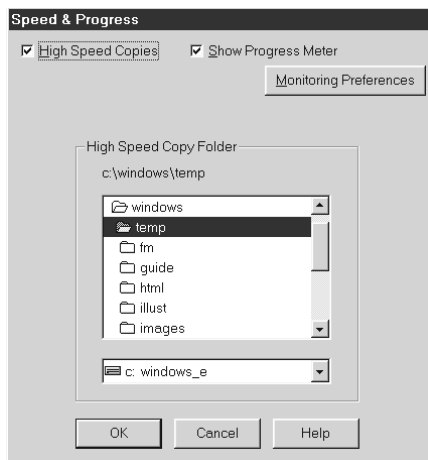 Speed & Progress
High Speed Copies Show Progress Meter
Monitoring Preferences
High Speed Copy Folder
c:\windows\temp
windows
temp
fm
guide
html
illust
images
c: windows_e
OK Cancel Help